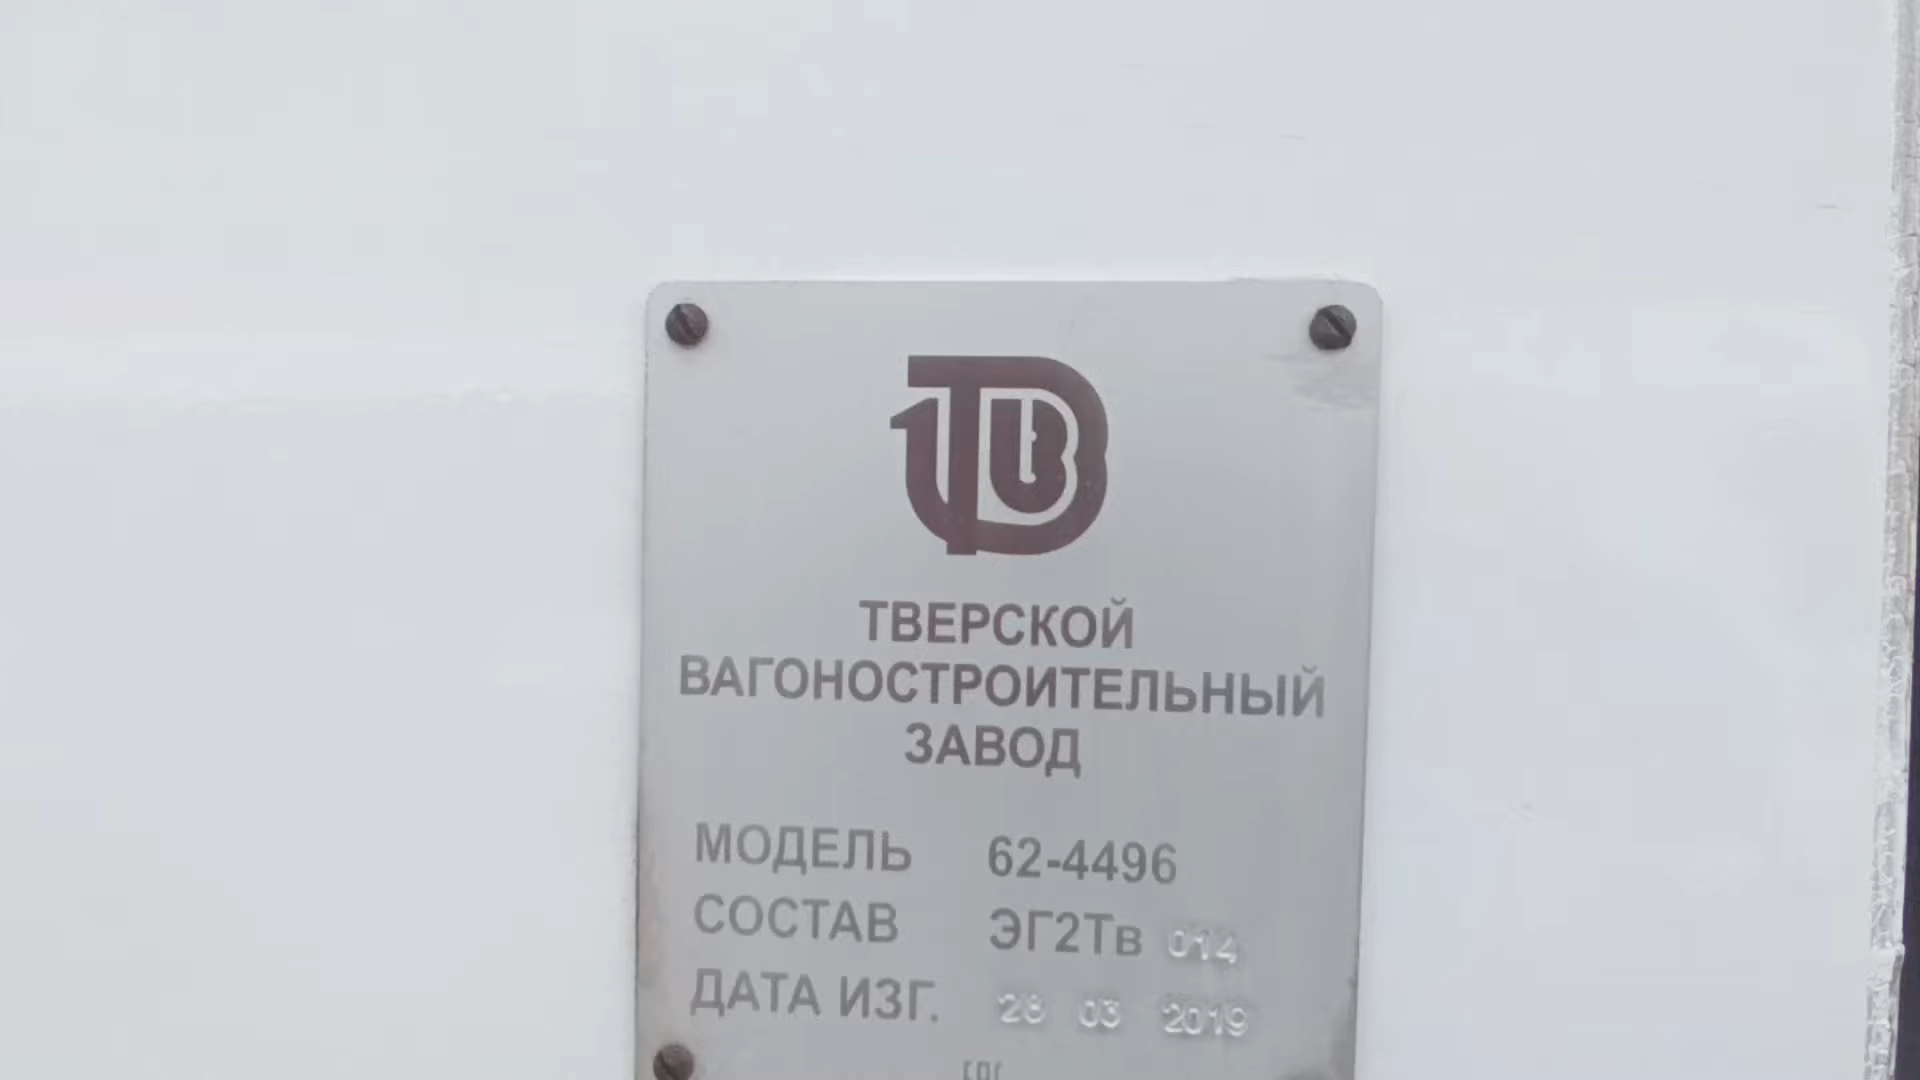 ТВЕРСКОЙ
ВАГОНОСТРОИТЕЛЬНЫЙ
ЗАВОД
МОДЕЛЬ 62-4496
СОСТАВ ЭГ2Тв 014
ДАТА ИЗГ. 28 03 2019